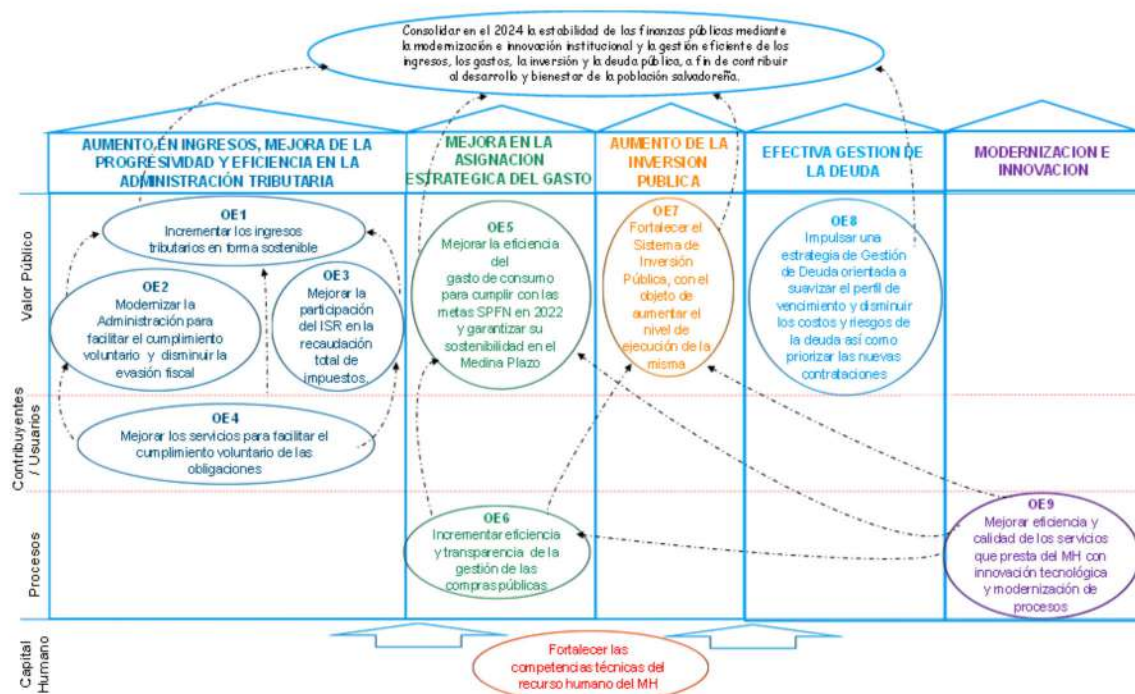 Consolidar en el 2024 la estabilidad de las finanzas públicas mediante
la modernización e innovación institucional y la gestión eficiente de los
ingresos, los gastos, la inversión y la deuda pública, a fin de contribuir
al desarrollo y bienestar de la población salvadoreña.
AUMENTO EN INGRESOS, MEJORA DE LA
PROGRESIVIDAD Y EFICIENCIA EN LA
ADMINISTRACIÓN TRIBUTARIA
MEJORA EN LA
ASIGNACION
ESTRATEGICA DEL GASTO
AUMENTO DE LA
INVERSION
PUBLICA
EFECTIVA GESTION DE
LA DEUDA
MODERNIZACION E
INNOVACION
Valor Público
OE1
Incrementar los ingresos
tributarios en forma sostenible
OE2
Modernizar la
Administración para
facilitar el cumplimiento
voluntario y disminuir la
evasión fiscal
OE3
Mejorar la
participación
del ISR en la
recaudación
total de
impuestos.
OE5
Mejorar la eficiencia
del
gasto de consumo
para cumplir con las
metas SPFN en 2022
y garantizar su
sostenibilidad en el
Medina Plazo
OE7
Fortalecer el
Sistema de
Inversión
Pública, con el
objeto de
aumentar el
nivel de
ejecución de la
misma
OE8
Impulsar una
estrategia de Gestión
de Deuda orientada a
suavizar el perfil de
vencimiento y disminuir
los costos y riesgos de
la deuda así como
priorizar las nuevas
contrataciones
Contribuyentes
/ Usuarios
OE4
Mejorar los servicios para facilitar el
cumplimiento voluntario de las
obligaciones
Procesos
OE6
Incrementar eficiencia
y transparencia de la
gestión de las
compras públicas
OE9
Mejorar eficiencia y
calidad de los servicios
que presta del MH con
innovación tecnológica
y modernización de
procesos
Capital
Humano
Fortalecer las
competencias técnicas del
recurso humano del MH